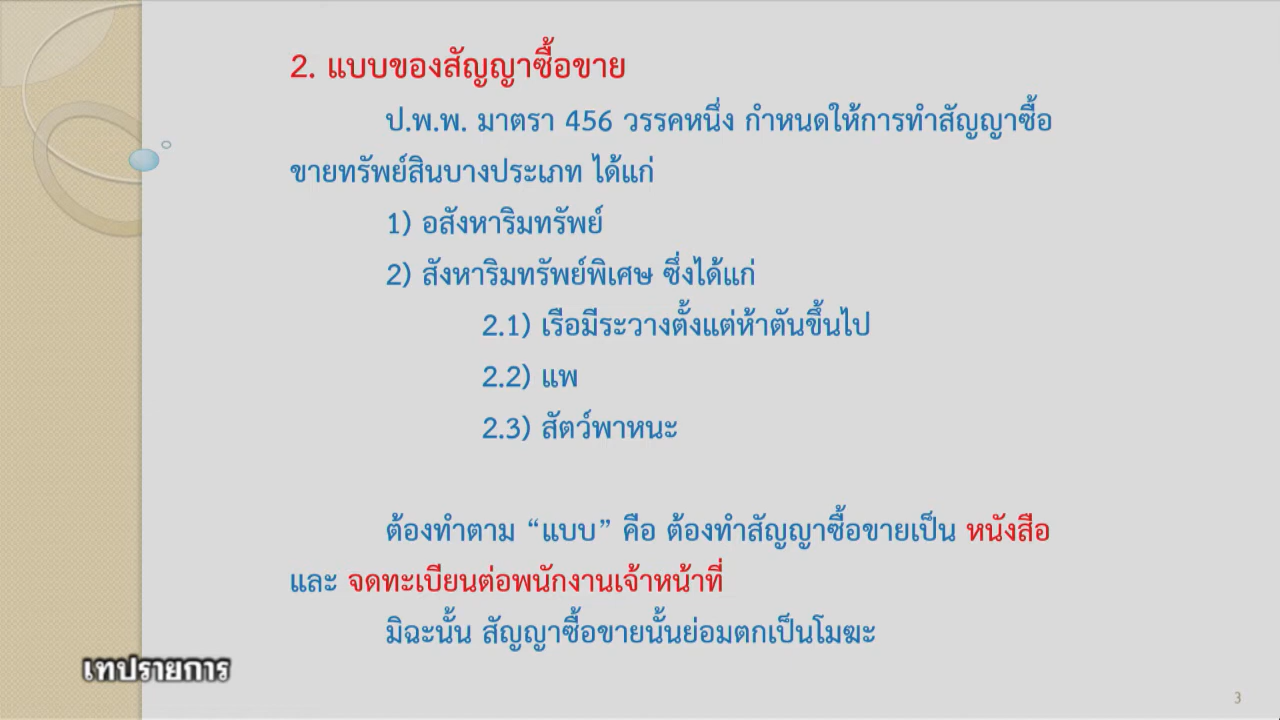 2. แบบของสัญญาซื้อขาย
ป.พ.พ. มาตรา 456 วรรคหนึ่ง กำหนดให้การทำสัญญาซื้อ
ขายทรัพย์สินบางประเภท ได้แก่
1) อสังหาริมทรัพย์
2) สังหาริมทรัพย์พิเศษ ซึ่งได้แก่
2.1) เรือมีระวางตั้งแต่ห้าตันขึ้นไป
2.2) แพ
2.3) สัตว์พาหนะ
ต้องทำตาม “แบบ” คือ ต้องทำสัญญาซื้อขายเป็น หนังสือ
และ จดทะเบียนต่อพนักงานเจ้าหน้าที่
มิฉะนั้น สัญญาซื้อขายนั้นย่อมตกเป็นโมฆะ
เทปรายการ
3